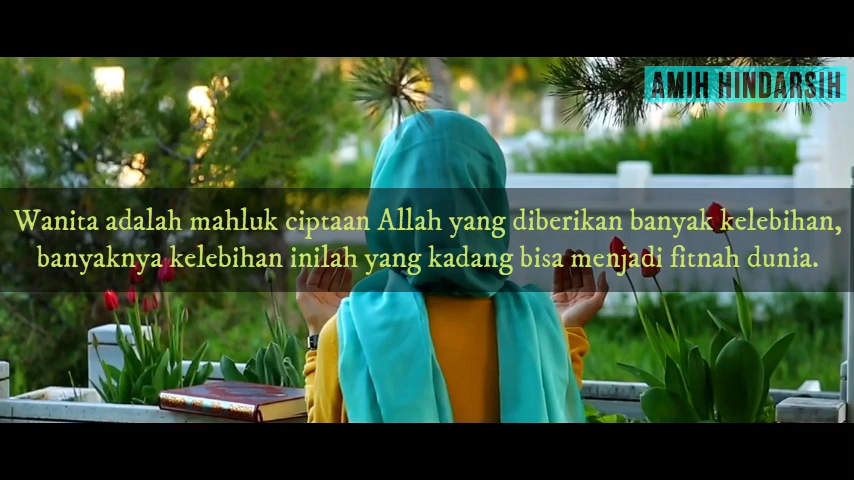 AMIH HINDARSIH
Wanita adalah mahluk ciptaan Allah yang diberikan banyak kelebihan,
banyaknya kelebihan inilah yang kadang bisa menjadi fitnah dunia.